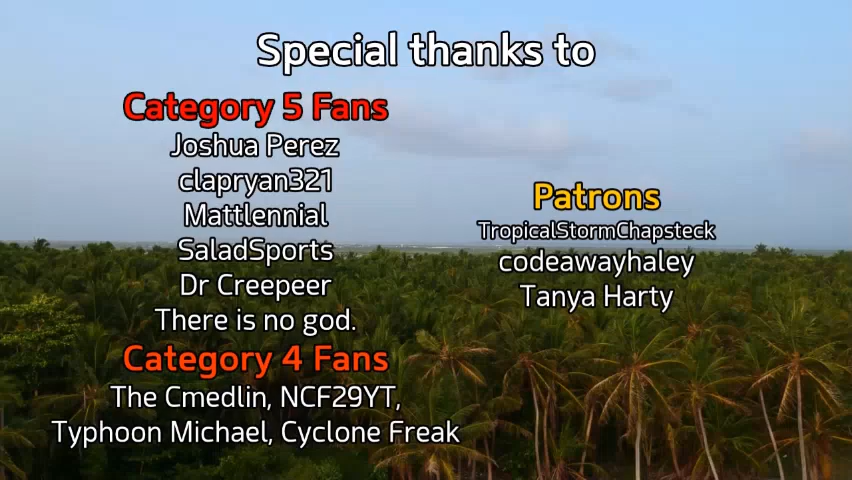 Special thanks to
Category 5 Fans
Joshua Perez
clapryan321
Mattlennial
SaladSports
Dr Creepeer
There is no god.
Category 4 Fans
The Cmedlin, NCF29YT,
Typhoon Michael, Cyclone Freak
Patrons
TropicalStormChapsteck
codeawayhaley
Tanya Harty